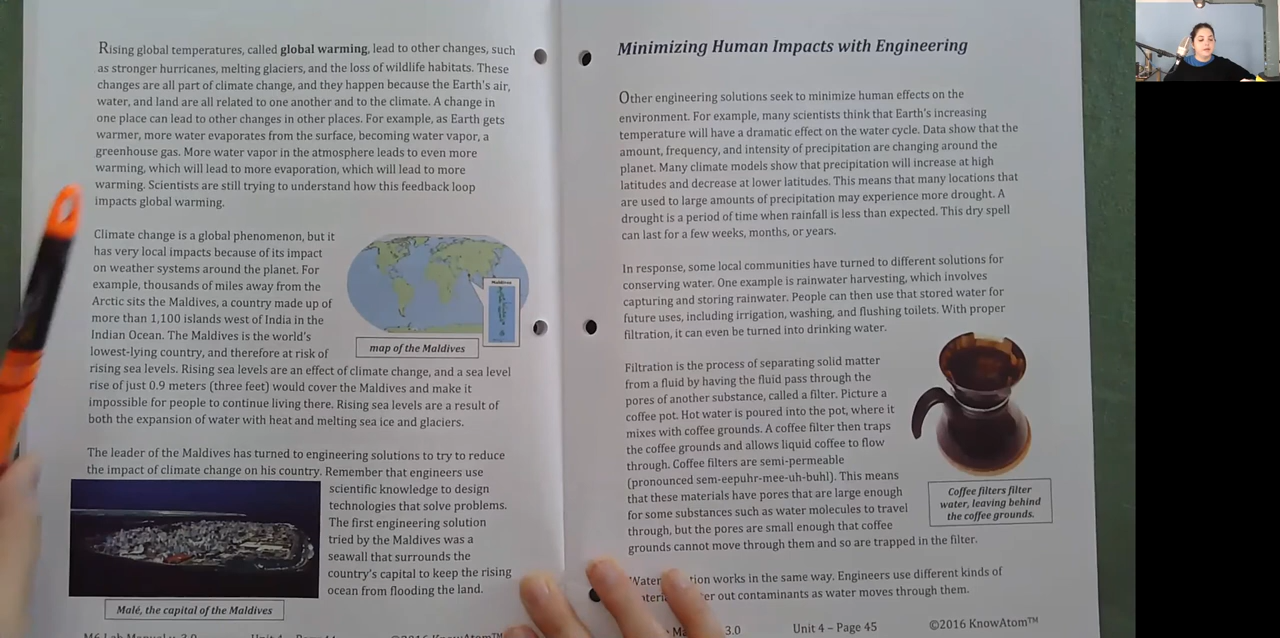 Rising global temperatures, called global warming, lead to other changes, such
as stronger hurricanes, melting glaciers, and the loss of wildlife habitats. These
changes are all part of climate change, and they happen because the Earth's air,
water, and land are all related to one another and to the climate. A change in
one place can lead to other changes in other places. For example, as Earth gets
warmer, more water evaporates from the surface, becoming water vapor, a
greenhouse gas. More water vapor in the atmosphere leads to even more
warming, which will lead to more evaporation, which will lead to more
warming. Scientists are still trying to understand how this feedback loop
impacts global warming.
Climate change is a global phenomenon, but it
has very local impacts because of its impact
on weather systems around the planet. For
example, thousands of miles away from the
Arctic sits the Maldives, a country made up of
more than 1,100 islands west of India in the
Indian Ocean. The Maldives is the world's
lowest-lying country, and therefore at risk of
rising sea levels. Rising sea levels are an effect of climate change, and a sea level
rise of just 0.9 meters (three feet) would cover the Maldives and make it
impossible for people to continue living there. Rising sea levels are a result of
both the expansion of water with heat and melting sea ice and glaciers.
Maldives
map of the Maldives
The leader of the Maldives has turned to engineering solutions to try to reduce
the impact of climate change on his country. Remember that engineers use
scientific knowledge to design
technologies that solve problems.
The first engineering solution
tried by the Maldives was a
seawall that surrounds the
country's capital to keep the rising
ocean from flooding the land.
Malé, the capital of the Maldives
Unit 4 ©2016 KnowAtom™
Minimizing Human Impacts with Engineering
Other engineering solutions seek to minimize human effects on the
environment. For example, many scientists think that Earth's increasing
temperature will have a dramatic effect on the water cycle. Data show that the
amount, frequency, and intensity of precipitation are changing around the
planet. Many climate models show that precipitation will increase at high
latitudes and decrease at lower latitudes. This means that many locations that
are used to large amounts of precipitation may experience more drought. A
drought is a period of time when rainfall is less than expected. This dry spell
can last for a few weeks, months, or years.
In response, some local communities have turned to different solutions for
conserving water. One example is rainwater harvesting, which involves
capturing and storing rainwater. People can then use that stored water for
future uses, including irrigation, washing, and flushing toilets. With proper
filtration, it can even be turned into drinking water.
Filtration is the process of separating solid matter
from a fluid by having the fluid pass through the
pores of another substance, called a filter. Picture a
coffee pot. Hot water is poured into the pot, where it
mixes with coffee grounds. A coffee filter then traps
the coffee grounds and allows liquid coffee to flow
through. Coffee filters are semi-permeable
(pronounced sem-eepuhr-mee-uh-buhl). This means
that these materials have pores that are large enough
for some substances such as water molecules to travel
through, but the pores are small enough that coffee
grounds cannot move through them and so are trapped in the filter.
Coffee filters filter
water, leaving behind
the coffee grounds.
Water works in the same way. Engineers use different kinds of
out contaminants as water moves through them.
3.0 Unit 4 – Page 45 ©2016 KnowAtom™